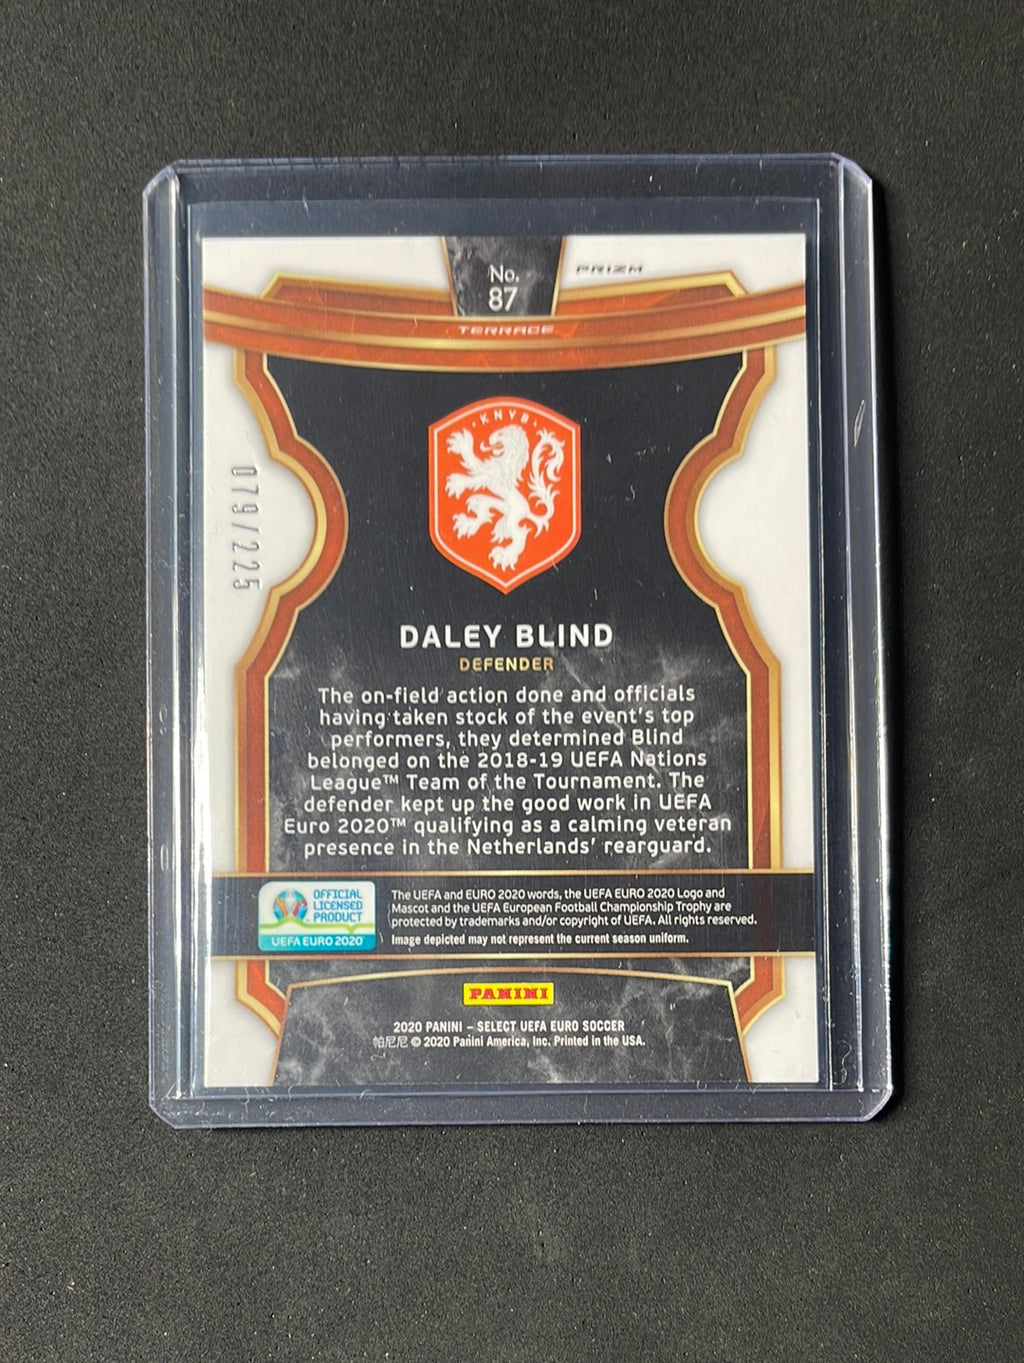 No.
87
PRIZM
TERRACE
KNVB
079/225
DALEY BLIND
DEFENDER
The on-field action done and officials
having taken stock of the event's top
performers, they determined Blind
belonged on the 2018-19 UEFA Nations
League™ Team of the Tournament. The
defender kept up the good work in UEFA
Euro 2020™ qualifying as a calming veteran
presence in the Netherlands' rearguard.
OFFICIAL
LICENSED
PRODUCT
UEFA EURO 2020
The UEFA and EURO 2020 words, the UEFA EURO 2020 Logo and
Mascot and the UEFA European Football Championship Trophy are
protected by trademarks and/or copyright of UEFA. All rights reserved.
Image depicted may not represent the current season uniform.
PANINI
2020 PANINI – SELECT UEFA EURO SOCCER
帕尼尼 © 2020 Panini America, Inc. Printed in the USA.